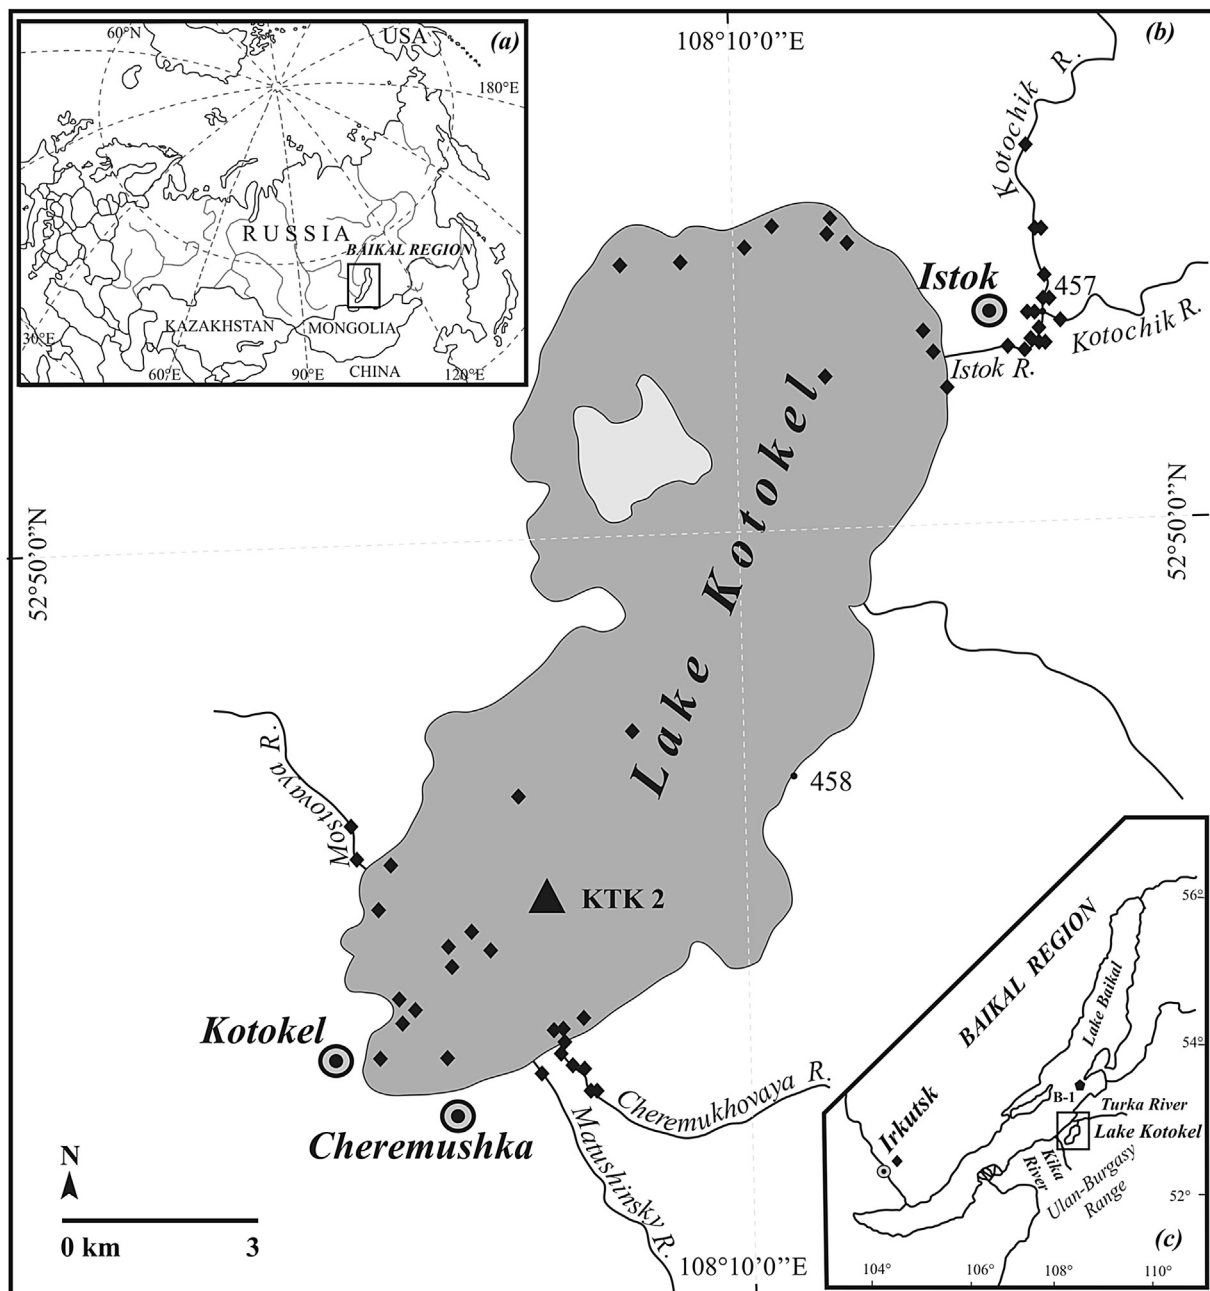 60°N
USA
(a)
180°E
RUSSIA
BAIKAL REGION
KAZAKHSTAN
MONGOLIA
30°E
60°E
90°E
CHINA
120°E
108°10'0''E
(b)
Kotochik R.
Istok
457
Kotochik R.
Istok R.
52°50'0''N
52°50'0''N
Lake Kotokel
458
Mostovaya R.
KTK 2
Kotokel
Cheremushka
Cheremukhovaya R.
Matushinsky R.
N
0 km 3
108°10'0''E
BAIKAL REGION
56°
Lake Baikal
54°
B-1
Turka River
Lake Kotokel
Irkutsk
Kika
River
Ulan-Burgasy
Range
52°
(c)
104°
106°
108°
110°